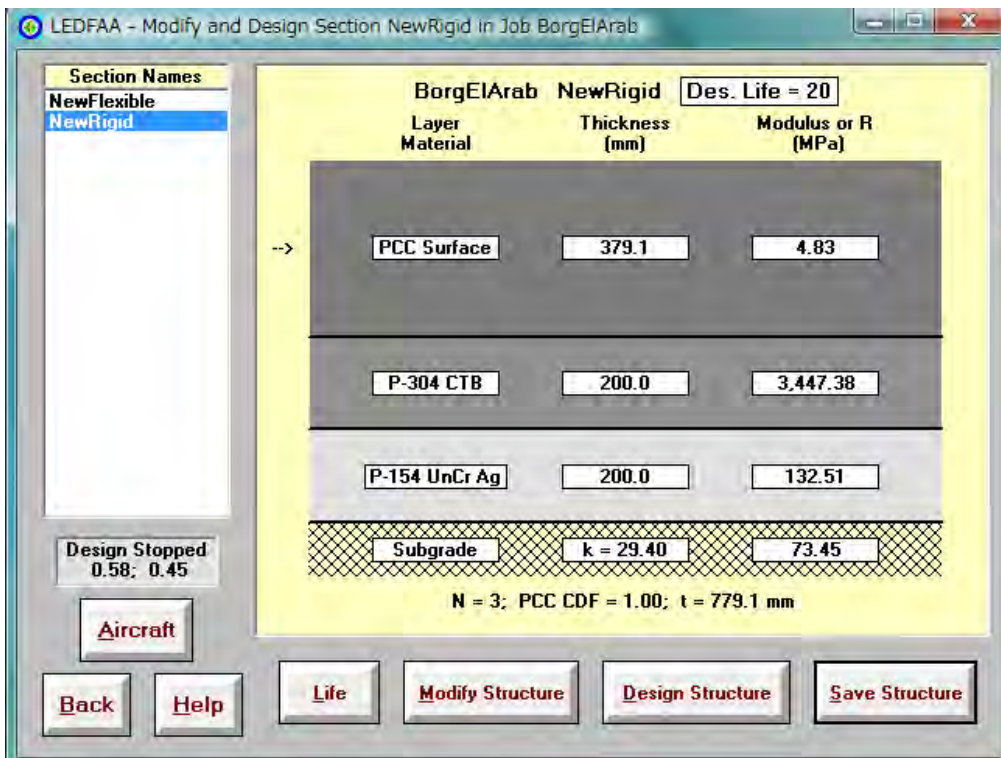 LEDFAA - Modify and Design Section NewRigid in Job BorgElArab
Section Names
NewFlexible
NewRigid
BorgElArab NewRigid Des. Life = 20
Layer Material Thickness (mm) Modulus or R (MPa)
--> PCC Surface 379.1 4.83
P-304 CTB 200.0 3,447.38
P-154 UnCr Ag 200.0 132.51
Subgrade k = 29.40 73.45
N = 3; PCC CDF = 1.00; t = 779.1 mm
Design Stopped
0.58; 0.45
Aircraft
Back Help Life Modify Structure Design Structure Save Structure